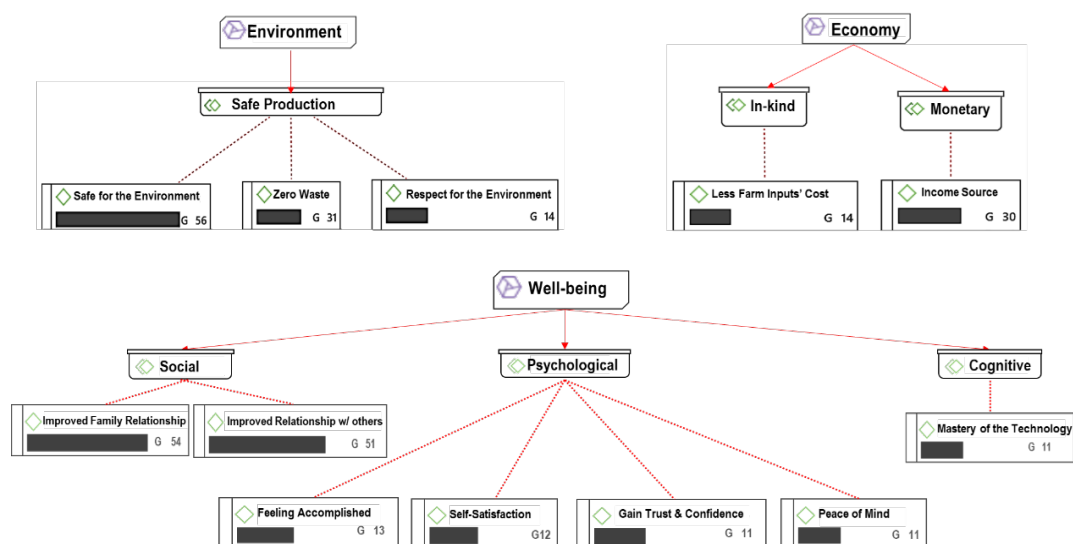 Environment
Economy
Safe Production
In-kind
Monetary
Safe for the Environment
G 56
Zero Waste
G 31
Respect for the Environment
G 14
Less Farm Inputs' Cost
G 14
Income Source
G 30
Well-being
Social
Psychological
Cognitive
Improved Family Relationship
G 54
Improved Relationship w/ others
G 51
Mastery of the Technology
G 11
Feeling Accomplished
G 13
Self-Satisfaction
G12
Gain Trust & Confidence
G 11
Peace of Mind
G 11